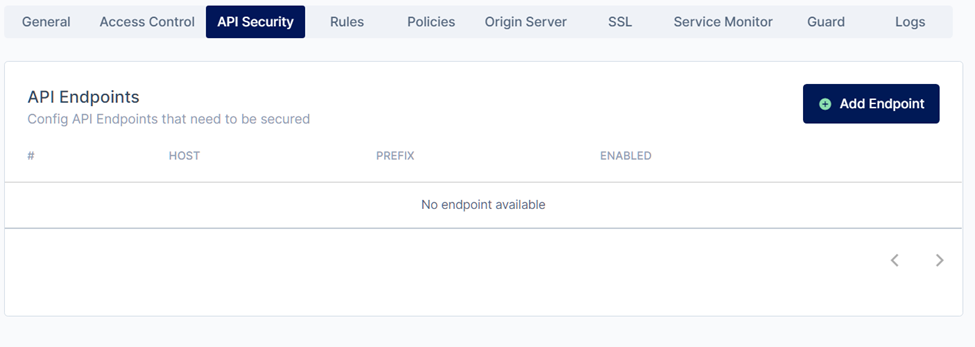 General Access Control API Security Rules Policies Origin Server SSL Service Monitor Guard Logs
API Endpoints
Config API Endpoints that need to be secured
Add Endpoint
# HOST PREFIX ENABLED
No endpoint available